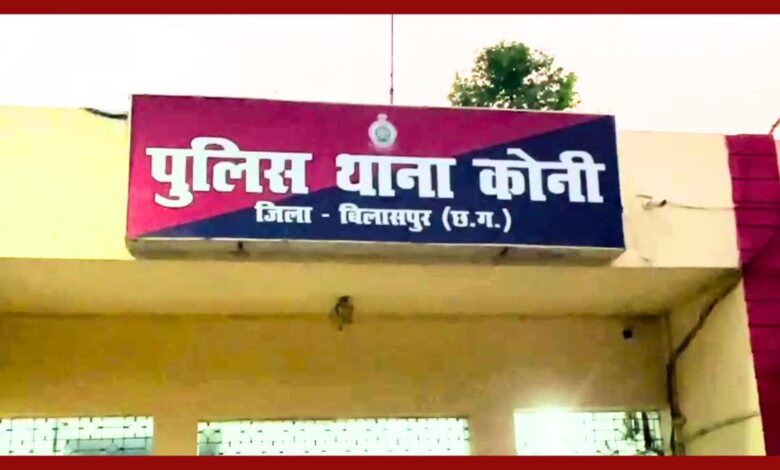 पुलिस थाना कोनी
जिला - बिलासपुर (छ.ग.)